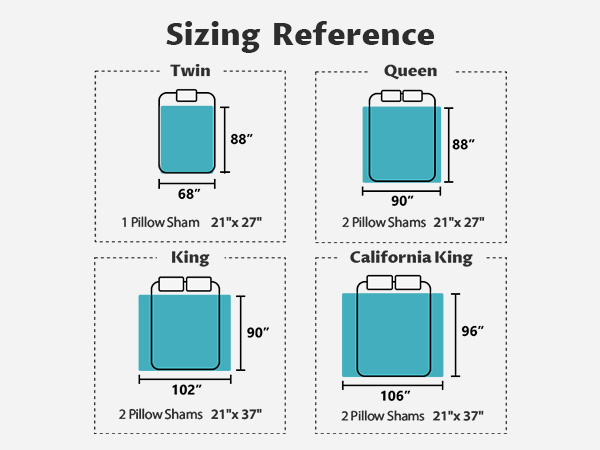 Sizing Reference
Twin
88”
68”
1 Pillow Sham 21"x 27"
Queen
88”
90”
2 Pillow Shams 21"x 27"
King
90”
102”
2 Pillow Shams 21"x 37"
California King
96”
106”
2 Pillow Shams 21"x 37"